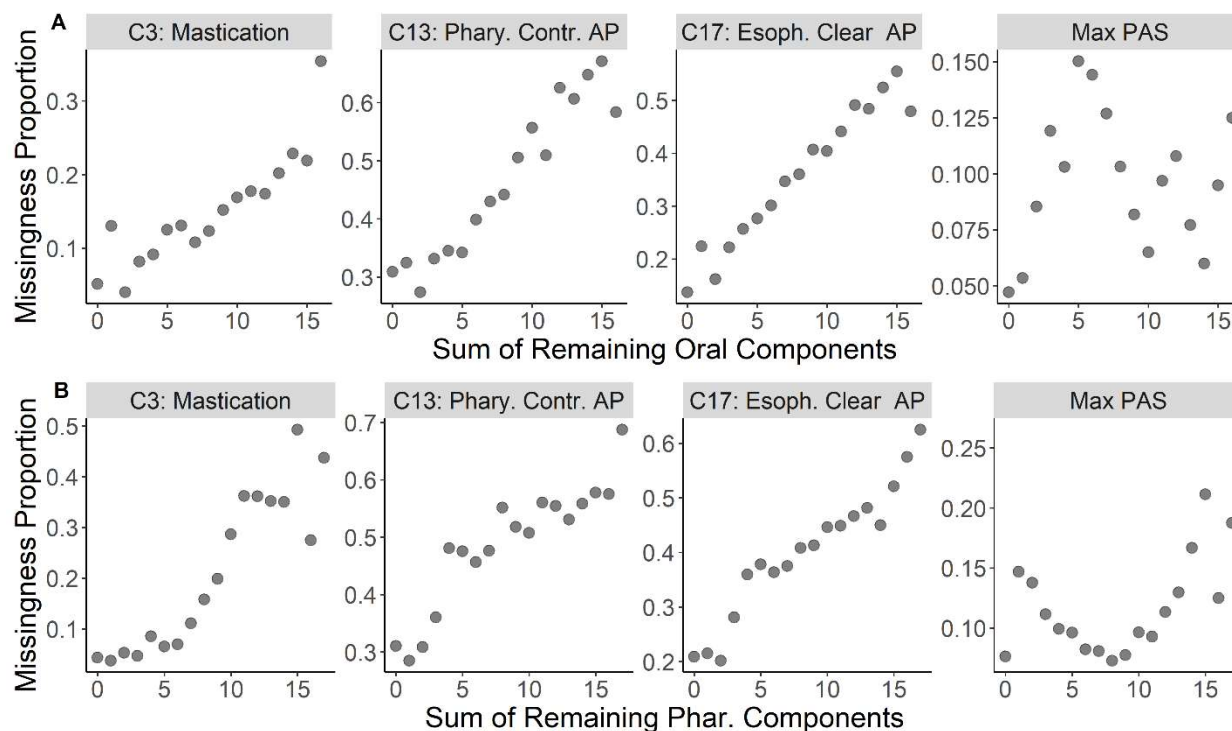 A
C3: Mastication
C13: Phary. Contr. AP
C17: Esoph. Clear AP
Max PAS
Missingness Proportion
0.3
0.2
0.1
0.6
0.5
0.4
0.3
0.5
0.4
0.3
0.2
0.150
0.125
0.100
0.075
0.050
0 5 10 15
0 5 10 15
0 5 10 15
0 5 10 15
Sum of Remaining Oral Components
B
C3: Mastication
C13: Phary. Contr. AP
C17: Esoph. Clear AP
Max PAS
Missingness Proportion
0.5
0.4
0.3
0.2
0.1
0.7
0.6
0.5
0.4
0.3
0.6
0.5
0.4
0.3
0.2
0.25
0.20
0.15
0.10
0 5 10 15
0 5 10 15
0 5 10 15
0 5 10 15
Sum of Remaining Phar. Components